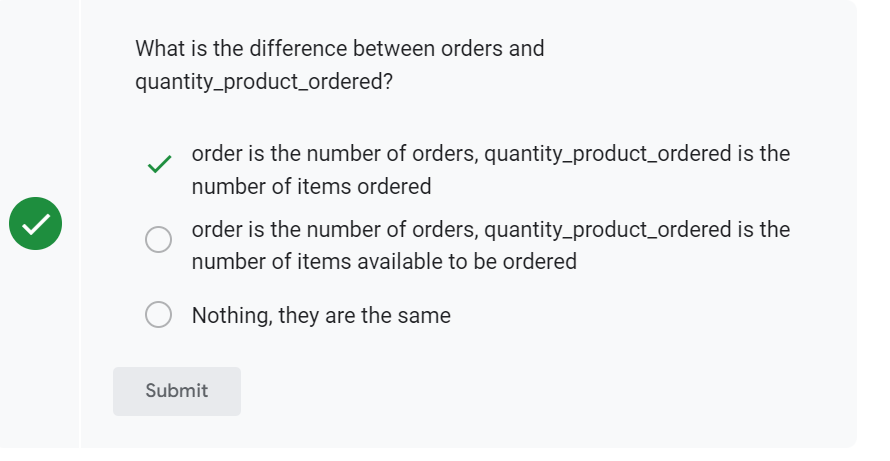 What is the difference between orders and
quantity_product_ordered?
order is the number of orders, quantity_product_ordered is the
number of items ordered
order is the number of orders, quantity_product_ordered is the
number of items available to be ordered
Nothing, they are the same
Submit